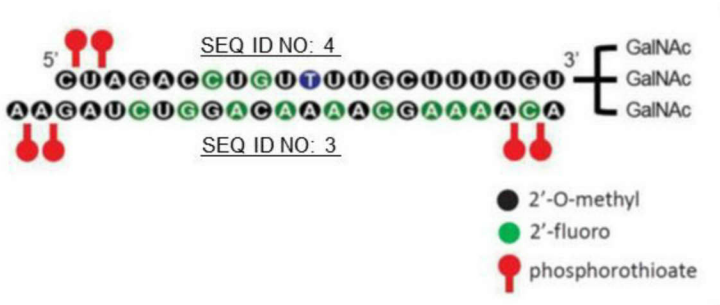 SEQ ID NO: 4
5'
3'
GalNAc
CUAGACCUGUTUUGCUUUUGU
GalNAc
AAGAUCUGGACAAAACGAAAACA
GalNAc
SEQ ID NO: 3
2'-O-methyl
2'-fluoro
phosphorothioate